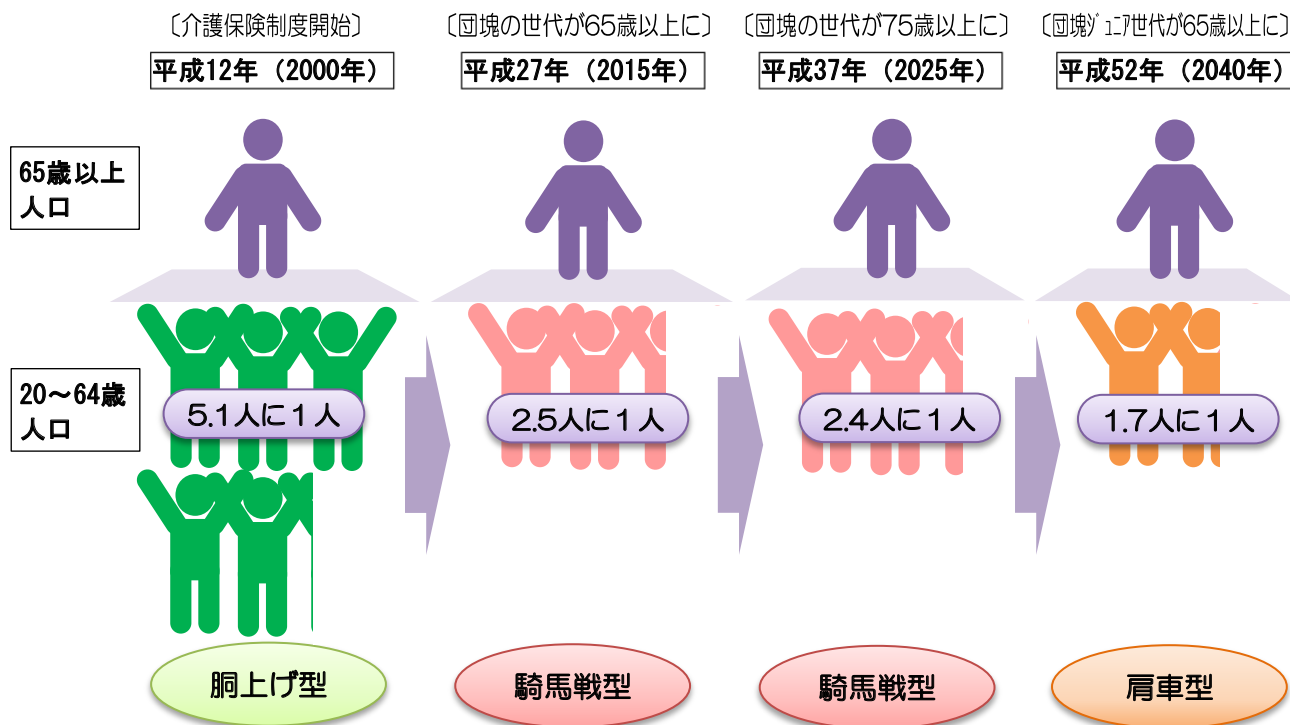 〔介護保険制度開始〕
〔団塊の世代が65歳以上に〕
〔団塊の世代が75歳以上に〕
〔団塊ｼﾞｭﾆｱ世代が65歳以上に〕
平成12年（2000年）
平成27年（2015年）
平成37年（2025年）
平成52年（2040年）
65歳以上
人口
20～64歳
人口
5.1人に１人
2.5人に１人
2.4人に１人
1.7人に１人
胴上げ型
騎馬戦型
騎馬戦型
肩車型